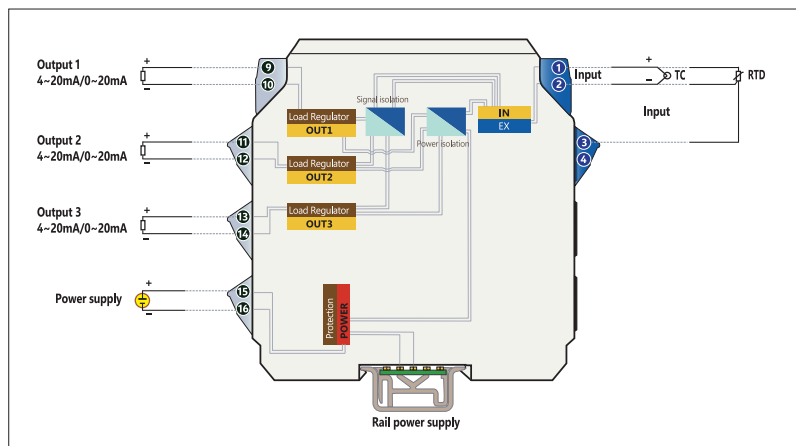 Output 1
4~20mA/0~20mA
+
−
9
10
Output 2
4~20mA/0~20mA
+
−
11
12
Output 3
4~20mA/0~20mA
+
−
13
14
Power supply
+
−
15
16
Load Regulator
OUT1
Load Regulator
OUT2
Load Regulator
OUT3
Signal isolation
Power isolation
IN
EX
Protection
POWER
1
2
3
4
Input
+
−
TC
RTD
Input
Rail power supply